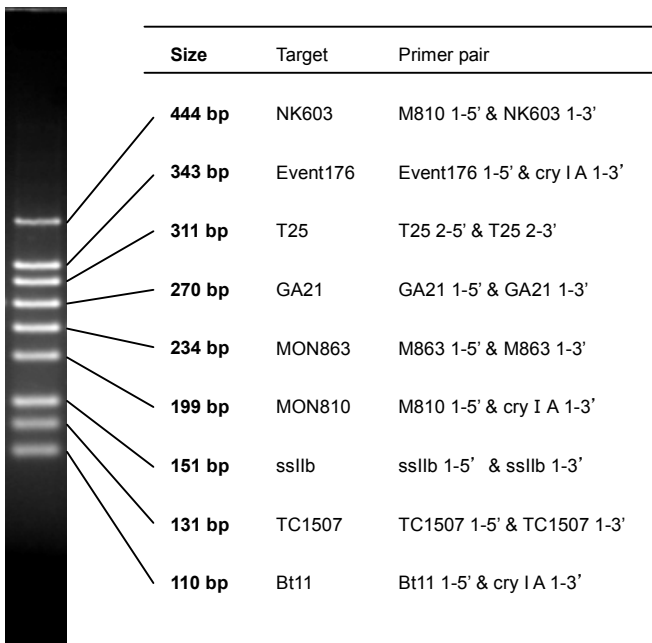 Size Target Primer pair
444 bp NK603 M810 1-5’ & NK603 1-3’
343 bp Event176 Event176 1-5’ & cry I A 1-3’
311 bp T25 T25 2-5’ & T25 2-3’
270 bp GA21 GA21 1-5’ & GA21 1-3’
234 bp MON863 M863 1-5’ & M863 1-3’
199 bp MON810 M810 1-5’ & cry I A 1-3’
151 bp ssIIb ssIIb 1-5’ & ssIIb 1-3’
131 bp TC1507 TC1507 1-5’ & TC1507 1-3’
110 bp Bt11 Bt11 1-5’ & cry I A 1-3’